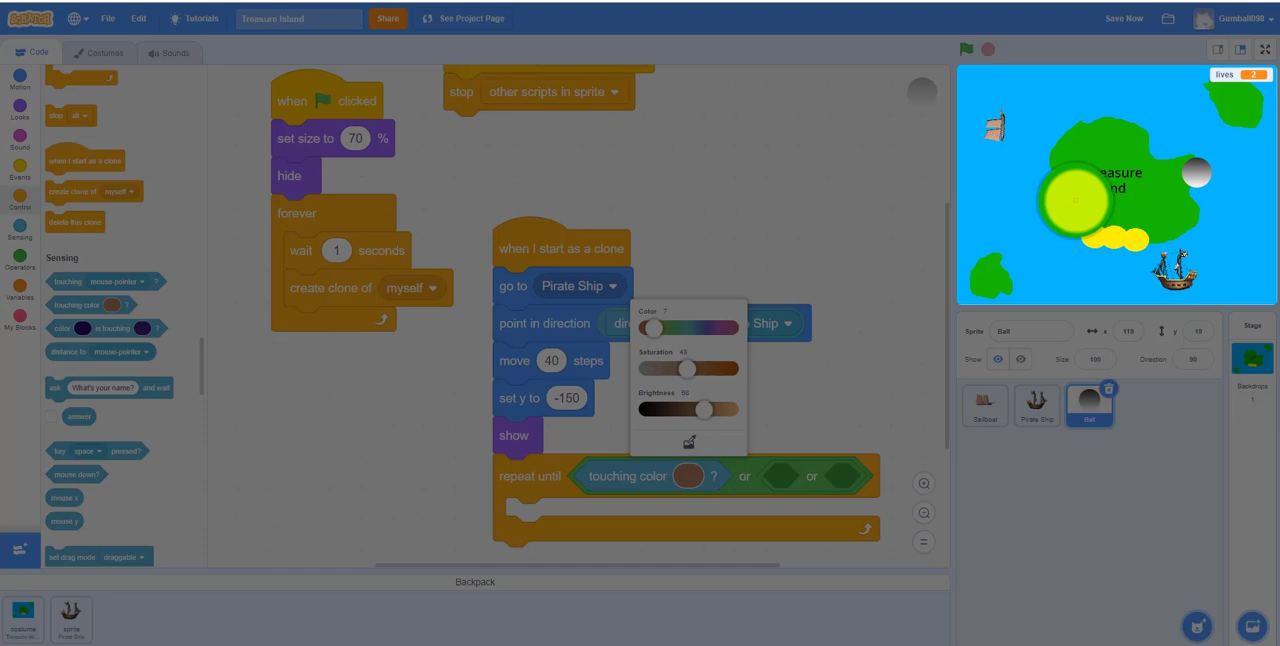 SCRATCH File Edit Tutorials Treasure Island Share See Project Page Save Now Gumball098
Code Costumes Sounds
Motion
Looks
Sound
Events
Control
Sensing
Operators
Variables
My Blocks
stop all
when I start as a clone
create clone of myself
delete this clone
Sensing
touching mouse-pointer ?
touching color ?
color is touching ?
distance to mouse-pointer
ask What's your name? and wait
answer
key space pressed?
mouse down?
mouse x
mouse y
set drag mode draggable
when clicked
set size to 70 %
hide
forever
wait 1 seconds
create clone of myself
stop other scripts in sprite
when I start as a clone
go to Pirate Ship
point in direction dir Ship
move 40 steps
set y to -150
show
repeat until touching color ? or or
Color 7
Saturation 48
Brightness
lives 2
easure
nd
Sprite Ball x 115 y 15
Show Size 100 Direction 90
Sailboat Pirate Ship Ball
Stage
Backdrops
1
Backpack
costume
sprite
Pirate Ship